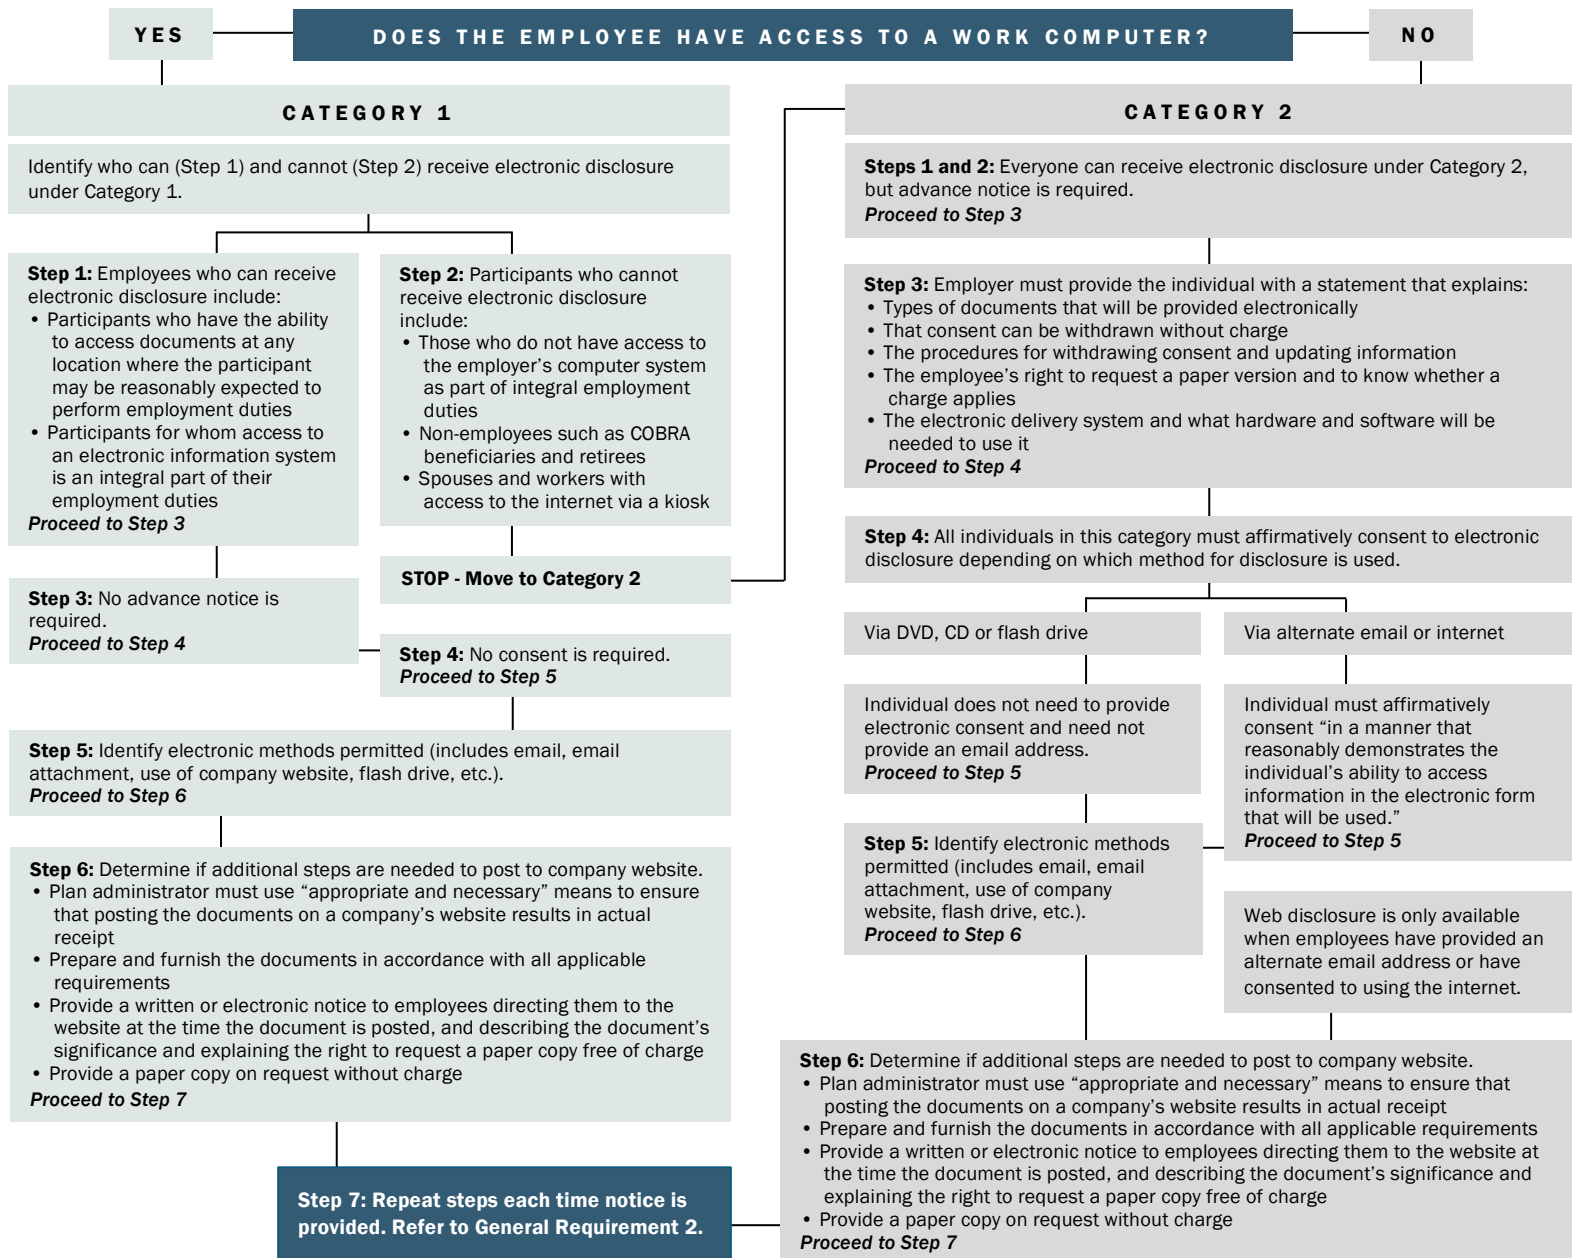 YES
DOES THE EMPLOYEE HAVE ACCESS TO A WORK COMPUTER?
NO
CATEGORY 1
Identify who can (Step 1) and cannot (Step 2) receive electronic disclosure
under Category 1.
Step 1: Employees who can receive
electronic disclosure include:
• Participants who have the ability
to access documents at any
location where the participant
may be reasonably expected to
perform employment duties
• Participants for whom access to
an electronic information system
is an integral part of their
employment duties
Proceed to Step 3
Step 2: Participants who cannot
receive electronic disclosure
include:
• Those who do not have access to
the employer’s computer system
as part of integral employment
duties
• Non-employees such as COBRA
beneficiaries and retirees
• Spouses and workers with
access to the internet via a kiosk
STOP - Move to Category 2
Step 3: No advance notice is
required.
Proceed to Step 4
Step 4: No consent is required.
Proceed to Step 5
Step 5: Identify electronic methods permitted (includes email, email
attachment, use of company website, flash drive, etc.).
Proceed to Step 6
Step 6: Determine if additional steps are needed to post to company website.
• Plan administrator must use “appropriate and necessary” means to ensure
that posting the documents on a company’s website results in actual
receipt
• Prepare and furnish the documents in accordance with all applicable
requirements
• Provide a written or electronic notice to employees directing them to the
website at the time the document is posted, and describing the document’s
significance and explaining the right to request a paper copy free of charge
• Provide a paper copy on request without charge
Proceed to Step 7
CATEGORY 2
Steps 1 and 2: Everyone can receive electronic disclosure under Category 2,
but advance notice is required.
Proceed to Step 3
Step 3: Employer must provide the individual with a statement that explains:
• Types of documents that will be provided electronically
• That consent can be withdrawn without charge
• The procedures for withdrawing consent and updating information
• The employee’s right to request a paper version and to know whether a
charge applies
• The electronic delivery system and what hardware and software will be
needed to use it
Proceed to Step 4
Step 4: All individuals in this category must affirmatively consent to electronic
disclosure depending on which method for disclosure is used.
Via DVD, CD or flash drive
Individual does not need to provide
electronic consent and need not
provide an email address.
Proceed to Step 5
Via alternate email or internet
Individual must affirmatively
consent “in a manner that
reasonably demonstrates the
individual’s ability to access
information in the electronic form
that will be used.”
Proceed to Step 5
Step 5: Identify electronic methods
permitted (includes email, email
attachment, use of company
website, flash drive, etc.).
Proceed to Step 6
Web disclosure is only available
when employees have provided an
alternate email address or have
consented to using the internet.
Step 6: Determine if additional steps are needed to post to company website.
• Plan administrator must use “appropriate and necessary” means to ensure that
posting the documents on a company’s website results in actual receipt
• Prepare and furnish the documents in accordance with all applicable requirements
• Provide a written or electronic notice to employees directing them to the website at
the time the document is posted, and describing the document’s significance and
explaining the right to request a paper copy free of charge
• Provide a paper copy on request without charge
Proceed to Step 7
Step 7: Repeat steps each time notice is
provided. Refer to General Requirement 2.